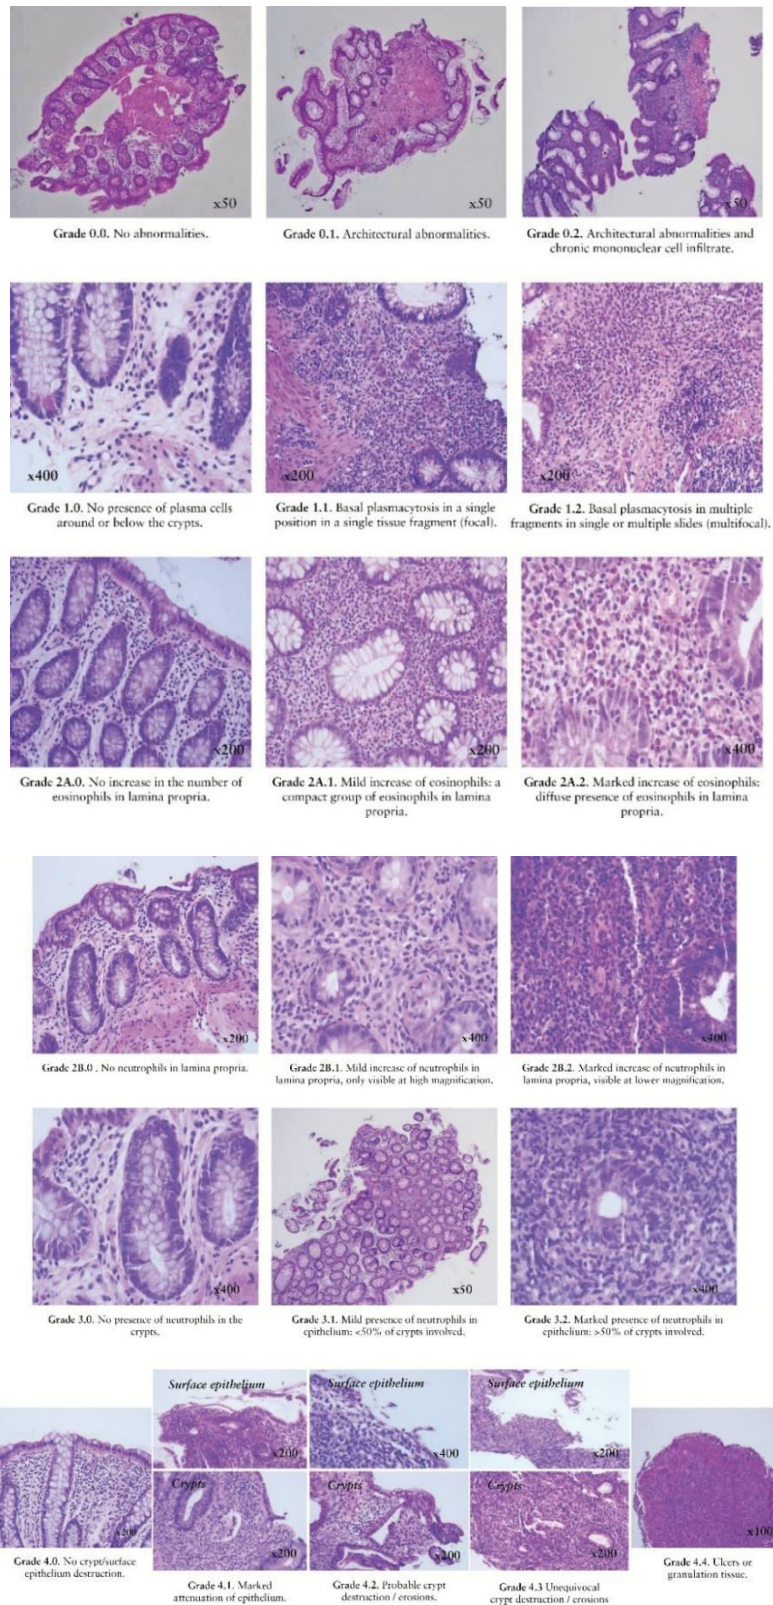 x50
x50
x50
Grade 0.0. No abnormalities.
Grade 0.1. Architectural abnormalities.
Grade 0.2. Architectural abnormalities and
chronic mononuclear cell infiltrate.
x400
x200
x200
Grade 1.0. No presence of plasma cells
around or below the crypts.
Grade 1.1. Basal plasmacytosis in a single
position in a single tissue fragment (focal).
Grade 1.2. Basal plasmacytosis in multiple
fragments in single or multiple slides (multifocal).
x200
x200
x400
Grade 2A.0. No increase in the number of
eosinophils in lamina propria.
Grade 2A.1. Mild increase of eosinophils: a
compact group of eosinophils in lamina
propria.
Grade 2A.2. Marked increase of eosinophils:
diffuse presence of eosinophils in lamina
propria.
x200
x400
x400
Grade 2B.0 . No neutrophils in lamina propria.
Grade 2B.1. Mild increase of neutrophils in
lamina propria, only visible at high magnification.
Grade 2B.2. Marked increase of neutrophils in
lamina propria, visible at lower magnification.
x400
x50
x400
Grade 3.0. No presence of neutrophils in the
crypts.
Grade 3.1. Mild presence of neutrophils in
epithelium: <50% of crypts involved.
Grade 3.2. Marked presence of neutrophils in
epithelium: >50% of crypts involved.
Surface epithelium
x200
Surface epithelium
x400
Surface epithelium
x200
x200
Crypts
x200
Crypts
x200
Crypts
x200
x100
Grade 4.0. No crypt/surface
epithelium destruction.
Grade 4.1. Marked
attenuation of epithelium.
Grade 4.2. Probable crypt
destruction / erosions.
Grade 4.3 Unequivocal
crypt destruction / erosions
Grade 4.4. Ulcers or
granulation tissue.